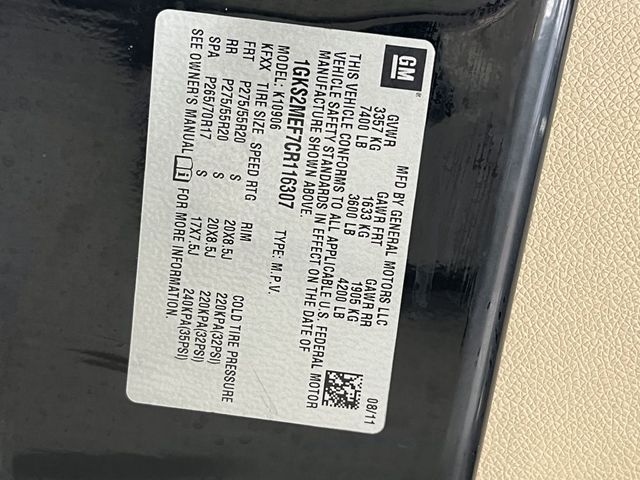 GM
MFD BY GENERAL MOTORS LLC 08/11
GVWR GAWR FRT GAWR RR
3357 KG 1633 KG 1905 KG
7400 LB 3600 LB 4200 LB
THIS VEHICLE CONFORMS TO ALL APPLICABLE U.S. FEDERAL MOTOR
VEHICLE SAFETY STANDARDS IN EFFECT ON THE DATE OF
MANUFACTURE SHOWN ABOVE.
1GKS2MEF7CR116307 TYPE: M.P.V.
MODEL: K10906
KFXX TIRE SIZE SPEED RTG RIM COLD TIRE PRESSURE
FRT P275/55R20 S 20X8.5J 220KPA(32PSI)
RR P275/55R20 S 20X8.5J 220KPA(32PSI)
SPA P265/70R17 S 17X7.5J 240KPA(35PSI)
SEE OWNER'S MANUAL FOR MORE INFORMATION.